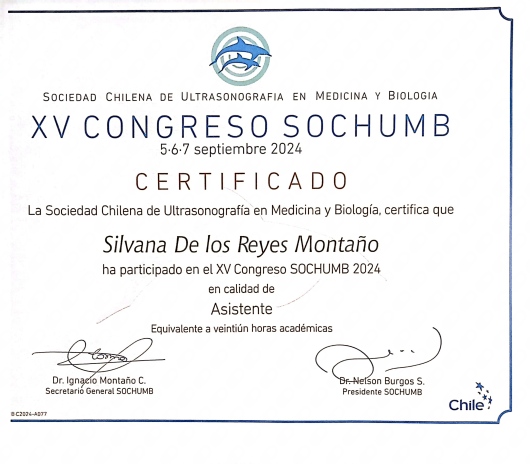 SOCIEDAD CHILENA DE ULTRASONOGRAFIA EN MEDICINA Y BIOLOGIA
XV CONGRESO SOCHUMB
5·6·7 septiembre 2024
CERTIFICADO
La Sociedad Chilena de Ultrasonografía en Medicina y Biología, certifica que
Silvana De los Reyes Montaño
ha participado en el XV Congreso SOCHUMB 2024
en calidad de
Asistente
Equivalente a veintiún horas académicas
Dr. Ignacio Montaño C.
Secretario General SOCHUMB
Dr. Nelson Burgos S.
Presidente SOCHUMB
Chile
C2024-A077